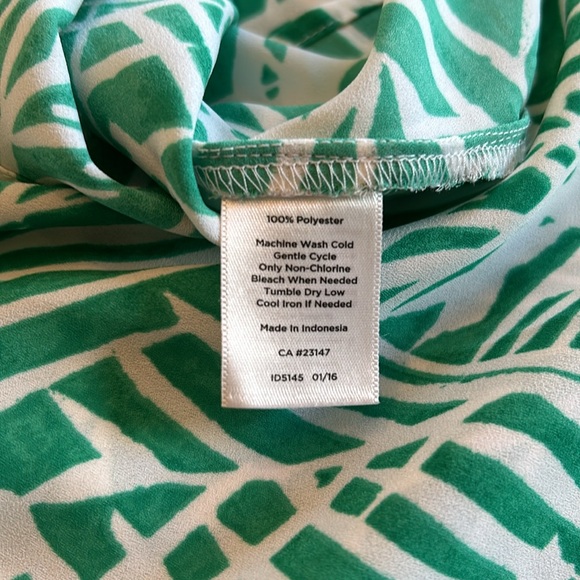 100% Polyester
Machine Wash Cold
Gentle Cycle
Only Non-Chlorine
Bleach When Needed
Tumble Dry Low
Cool Iron If Needed
Made In Indonesia
CA #23147
ID5145 01/16